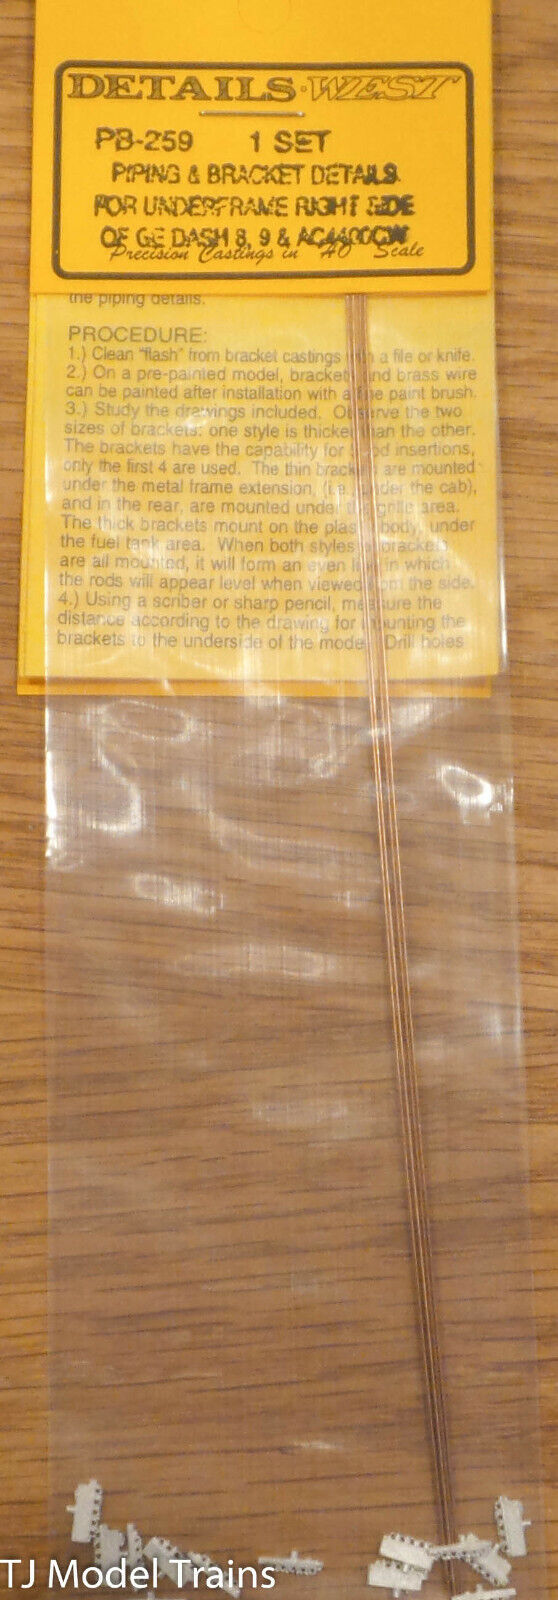 DETAILS·WEST
PB-259 1 SET
PIPING & BRACKET DETAILS
FOR UNDERFRAME RIGHT SIDE
OF GE DASH 8, 9 & AC4400CW
Precision Castings in "HO" Scale
the piping details.
PROCEDURE:
1.) Clean "flash" from bracket castings with a file or knife.
2.) On a pre-painted model, brackets and brass wire
can be painted after installation with a fine paint brush.
3.) Study the drawings included. Observe the two
sizes of brackets: one style is thicker than the other.
The brackets have the capability for rod insertions,
only the first 4 are used. The thin brackets are mounted
under the metal frame extension, (i.e. under the cab),
and in the rear, are mounted under the grille area.
The thick brackets mount on the plastic body, under
the fuel tank area. When both styles of brackets
are all mounted, it will form an even line in which
the rods will appear level when viewed from the side.
4.) Using a scriber or sharp pencil, measure the
distance according to the drawing for mounting the
brackets to the underside of the model. Drill holes
TJ Model Trains